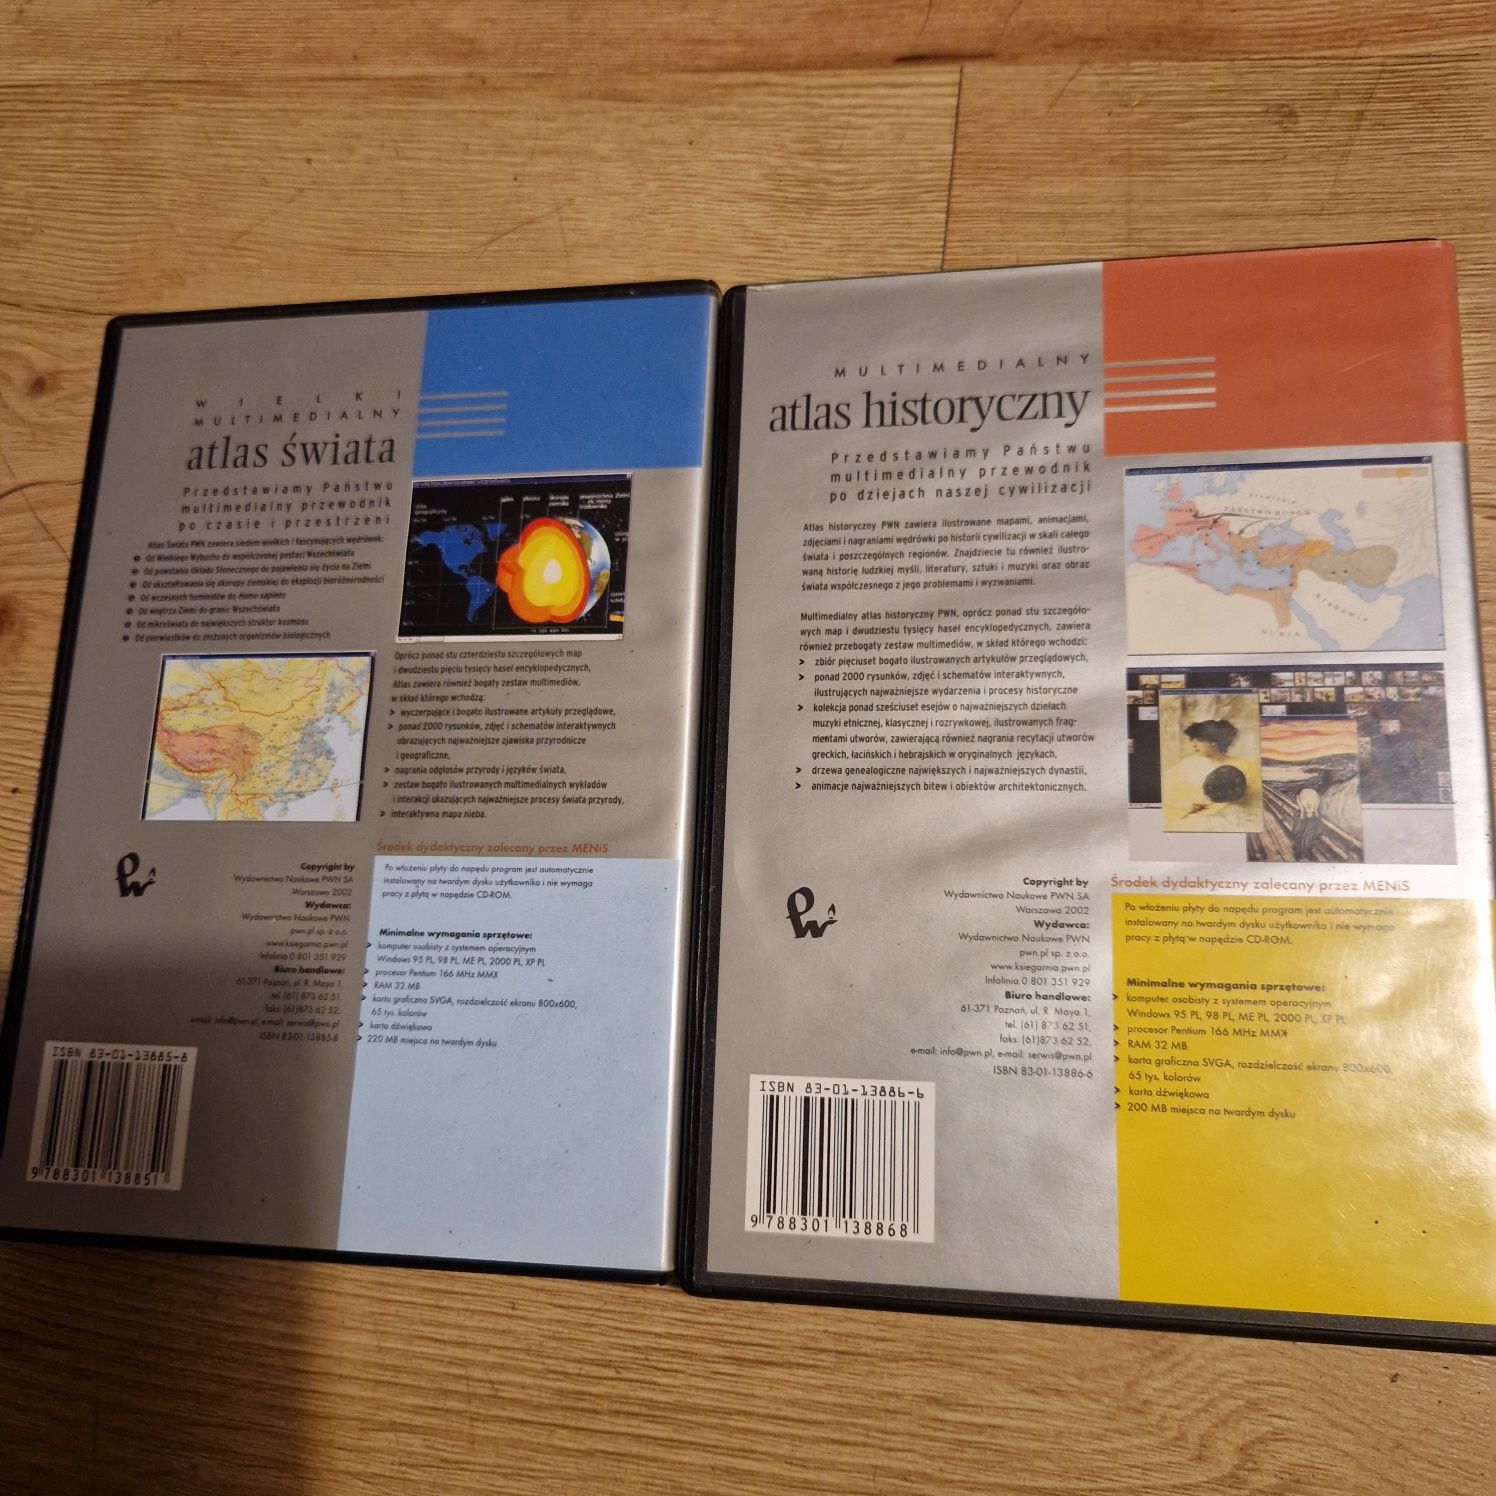 WIELKI
MULTIMEDIALNY
atlas świata
Przedstawiamy Państwu
multimedialny przewodnik
po czasie i przestrzeni
Atlas Świata PWN zawiera siedem wielkich i fascynujących wędrówek:
Od Wielkiego Wybuchu do współczesnej postaci Wszechświata
Od powstania Układu Słonecznego do pojawienia się życia na Ziemi
Od ukształtowania się skorupy ziemskiej do eksplozji bioróżnorodności
Od wczesnych hominidów do Homo sapiens
Od wnętrza Ziemi do granic Wszechświata
Od mikroświata do największych struktur kosmosu
Od pierwiastków do złożonych organizmów biologicznych
jądro płaszcz skorupa ziemska
Oprócz ponad stu czterdziestu szczegółowych map
i dwudziestu pięciu tysięcy haseł encyklopedycznych,
Atlas zawiera również bogaty zestaw multimediów,
w skład którego wchodzą:
> wyczerpujące i bogato ilustrowane artykuły przeglądowe,
> ponad 2000 rysunków, zdjęć i schematów interaktywnych
obrazujących najważniejsze zjawiska przyrodnicze
i geograficzne,
> nagrania odgłosów przyrody i języków świata,
> zestaw bogato ilustrowanych multimedialnych wykładów
i interakcji ukazujących najważniejsze procesy świata przyrody,
> interaktywna mapa nieba.
Środek dydaktyczny zalecany przez MENiS
Po włożeniu płyty do napędu program jest automatycznie
instalowany na twardym dysku użytkownika i nie wymaga
pracy z płytą w napędzie CD-ROM.
Minimalne wymagania sprzętowe:
> komputer osobisty z systemem operacyjnym
Windows 95 PL, 98 PL, ME PL, 2000 PL, XP PL
> procesor Pentium 166 MHz MMX
> RAM 32 MB
> karta graficzna SVGA, rozdzielczość ekranu 800x600,
65 tys. kolorów
> karta dźwiękowa
> 220 MB miejsca na twardym dysku
Copyright by
Wydawnictwo Naukowe PWN SA
Warszawa 2002
Wydawca:
Wydawnictwo Naukowe PWN
pwn.pl sp. z o.o.
www.ksiegarnia.pwn.pl
Infolinia 0 801 351 929
Biuro handlowe:
61-371 Poznań, ul. R. Maya 1,
tel. (61) 873 62 51,
faks: (61)873 62 52,
e-mail: info@pwn.pl, e-mail: serwis@pwn.pl
ISBN 83-01-13885-8
ISBN 83-01-13885-8
9 788301 138851
MULTIMEDIALNY
atlas historyczny
Przedstawiamy Państwu
multimedialny przewodnik
po dziejach naszej cywilizacji
Atlas historyczny PWN zawiera ilustrowane mapami, animacjami,
zdjęciami i nagraniami wędrówki po historii cywilizacji w skali całego
świata i poszczególnych regionów. Znajdziecie tu również ilustro-
waną historię ludzkiej myśli, literatury, sztuki i muzyki oraz obraz
świata współczesnego z jego problemami i wyzwaniami.
Multimedialny atlas historyczny PWN, oprócz ponad stu szczegóło-
wych map i dwudziestu tysięcy haseł encyklopedycznych, zawiera
również przebogaty zestaw multimediów, w skład którego wchodzi:
> zbiór pięciuset bogato ilustrowanych artykułów przeglądowych,
> ponad 2000 rysunków, zdjęć i schematów interaktywnych,
ilustrujących najważniejsze wydarzenia i procesy historyczne
> kolekcja ponad sześciuset esejów o najważniejszych dziełach
muzyki etnicznej, klasycznej i rozrywkowej, ilustrowanych frag-
mentami utworów, zawierającą również nagrania recytacji utworów
greckich, łacińskich i hebrajskich w oryginalnych językach,
> drzewa genealogiczne największych i najważniejszych dynastii,
> animacje najważniejszych bitew i obiektów architektonicznych.
PAŃSTWO HUNÓW
Arabowie
NUBIA
Środek dydaktyczny zalecany przez MENiS
Po włożeniu płyty do napędu program jest automatycznie
instalowany na twardym dysku użytkownika i nie wymaga
pracy z płytą w napędzie CD-ROM.
Minimalne wymagania sprzętowe:
> komputer osobisty z systemem operacyjnym
Windows 95 PL, 98 PL, ME PL, 2000 PL, XP PL
> procesor Pentium 166 MHz MMX
> RAM 32 MB
> karta graficzna SVGA, rozdzielczość ekranu 800x600,
65 tys. kolorów
> karta dźwiękowa
> 200 MB miejsca na twardym dysku
Copyright by
Wydawnictwo Naukowe PWN SA
Warszawa 2002
Wydawca:
Wydawnictwo Naukowe PWN
pwn.pl sp. z o.o.
www.ksiegarnia.pwn.pl
Infolinia 0 801 351 929
Biuro handlowe:
61-371 Poznań, ul. R. Maya 1,
tel. (61) 873 62 51,
faks: (61)873 62 52,
e-mail: info@pwn.pl, e-mail: serwis@pwn.pl
ISBN 83-01-13886-6
ISBN 83-01-13886-6
9 788301 138868